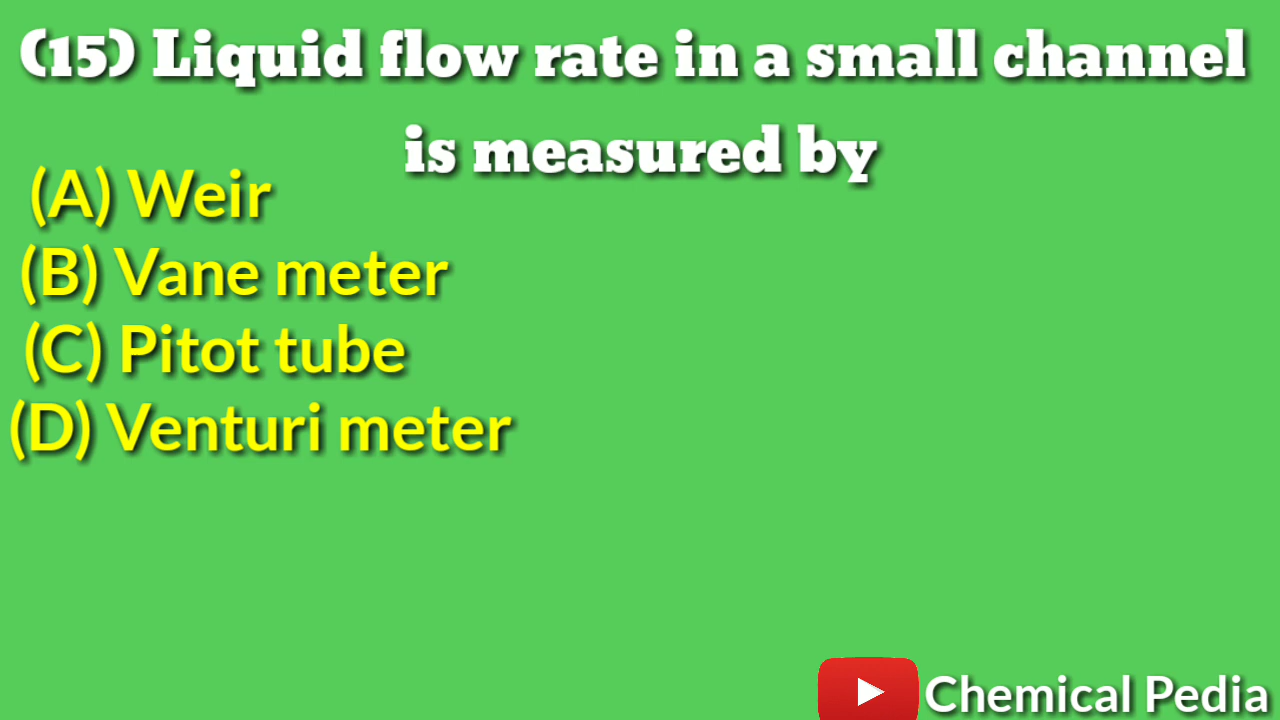 (15) Liquid flow rate in a small channel
is measured by
(A) Weir
(B) Vane meter
(C) Pitot tube
(D) Venturi meter
Chemical Pedia